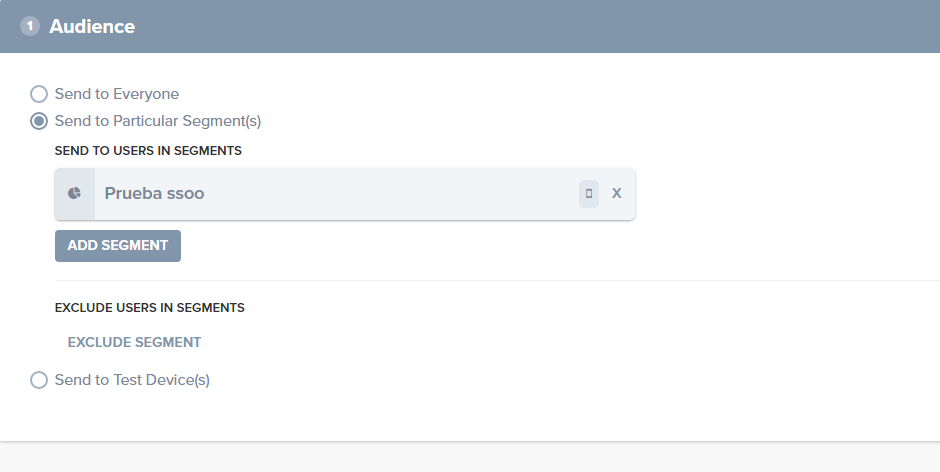 1 Audience
Send to Everyone
Send to Particular Segment(s)
SEND TO USERS IN SEGMENTS
Prueba ssoo X
ADD SEGMENT
EXCLUDE USERS IN SEGMENTS
EXCLUDE SEGMENT
Send to Test Device(s)